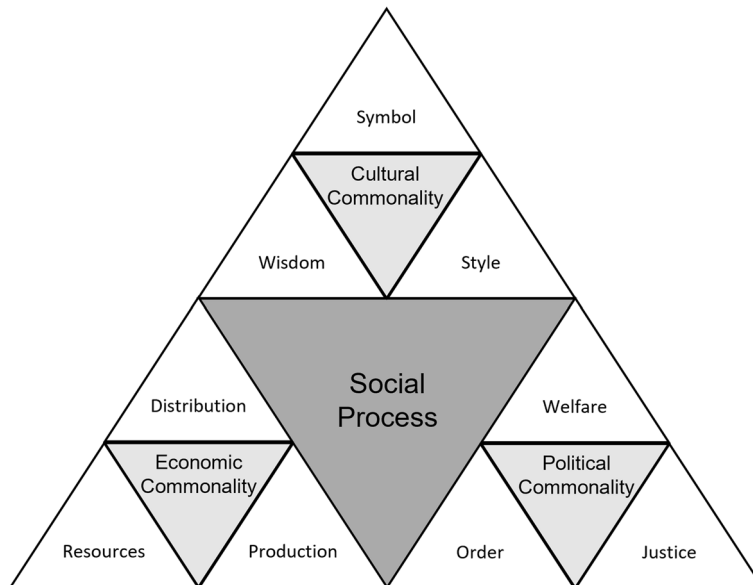 Symbol
Cultural
Commonality
Wisdom
Style
Social
Process
Distribution
Welfare
Economic
Commonality
Political
Commonality
Resources
Production
Order
Justice